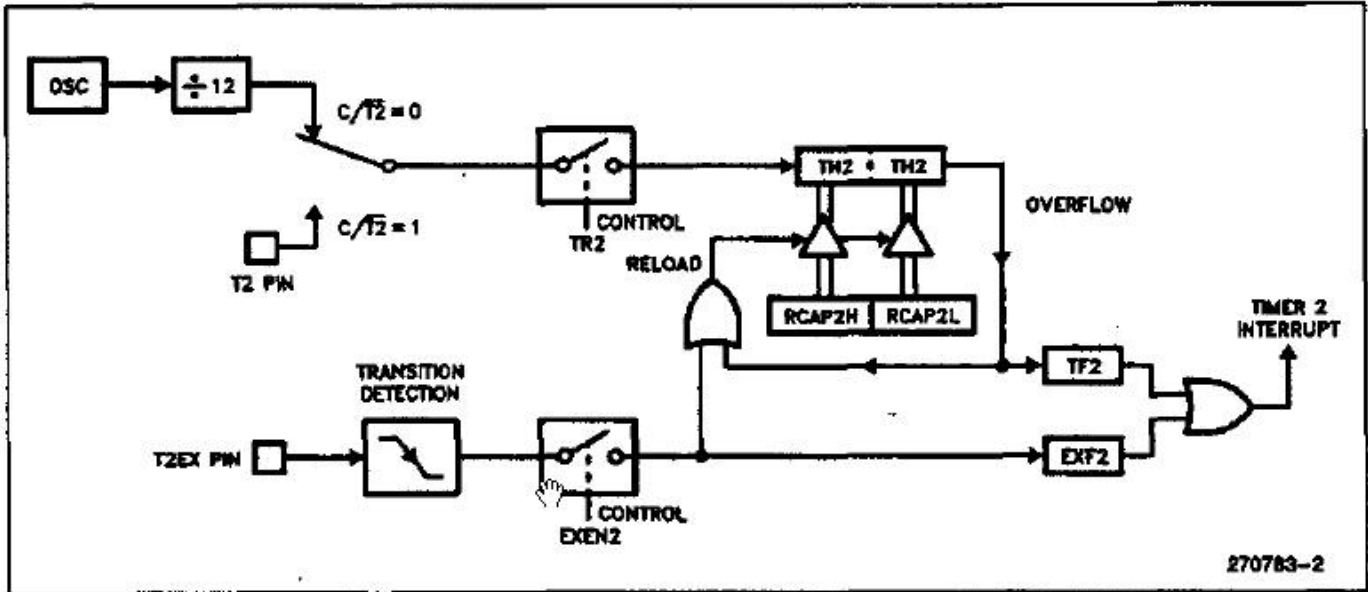 OSC
÷ 12
C/T2 = 0
C/T2 = 1
T2 PIN
CONTROL
TR2
TH2 • TH2
OVERFLOW
RELOAD
RCAP2H RCAP2L
TIMER 2
INTERRUPT
TF2
TRANSITION
DETECTION
T2EX PIN
EXF2
CONTROL
EXEN2
270783-2